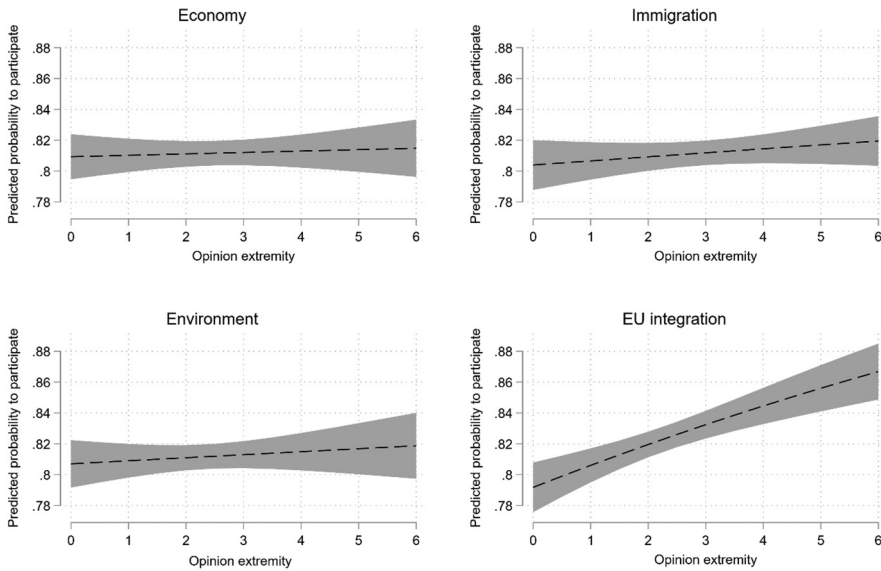 Economy
Predicted probability to participate
.88
.86
.84
.82
.8
.78
0 1 2 3 4 5 6
Opinion extremity
Immigration
Predicted probability to participate
.88
.86
.84
.82
.8
.78
0 1 2 3 4 5 6
Opinion extremity
Environment
Predicted probability to participate
.88
.86
.84
.82
.8
.78
0 1 2 3 4 5 6
Opinion extremity
EU integration
Predicted probability to participate
.88
.86
.84
.82
.8
.78
0 1 2 3 4 5 6
Opinion extremity